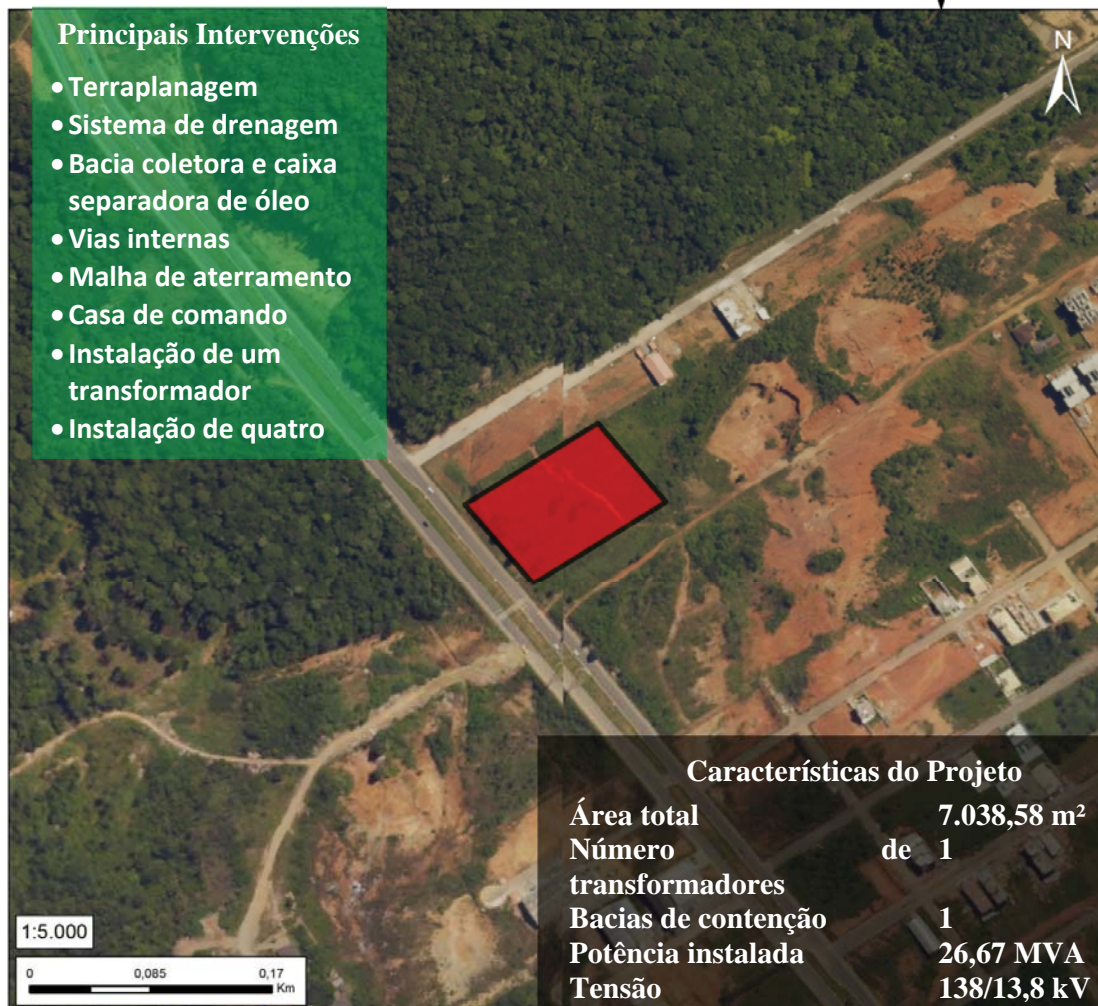 Principais Intervenções
• Terraplanagem
• Sistema de drenagem
• Bacia coletora e caixa
separadora de óleo
• Vias internas
• Malha de aterramento
• Casa de comando
• Instalação de um
transformador
• Instalação de quatro
N
Características do Projeto
Área total 7.038,58 m²
Número de 1
transformadores
Bacias de contenção 1
Potência instalada 26,67 MVA
Tensão 138/13,8 kV
1:5.000
0 0,085 0,17
Km